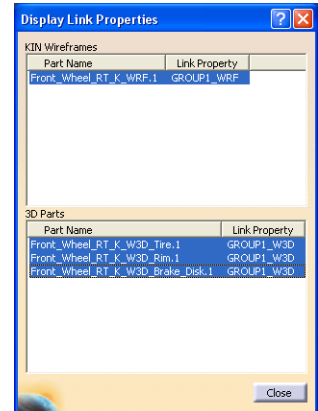 Display Link Properties
KIN Wireframes
Part Name Link Property
Front_Wheel_RT_K_WRF.1 GROUP1_WRF
3D Parts
Part Name Link Property
Front_Wheel_RT_K_W3D_Tire.1 GROUP1_W3D
Front_Wheel_RT_K_W3D_Rim.1 GROUP1_W3D
Front_Wheel_RT_K_W3D_Brake_Disk.1 GROUP1_W3D
Close